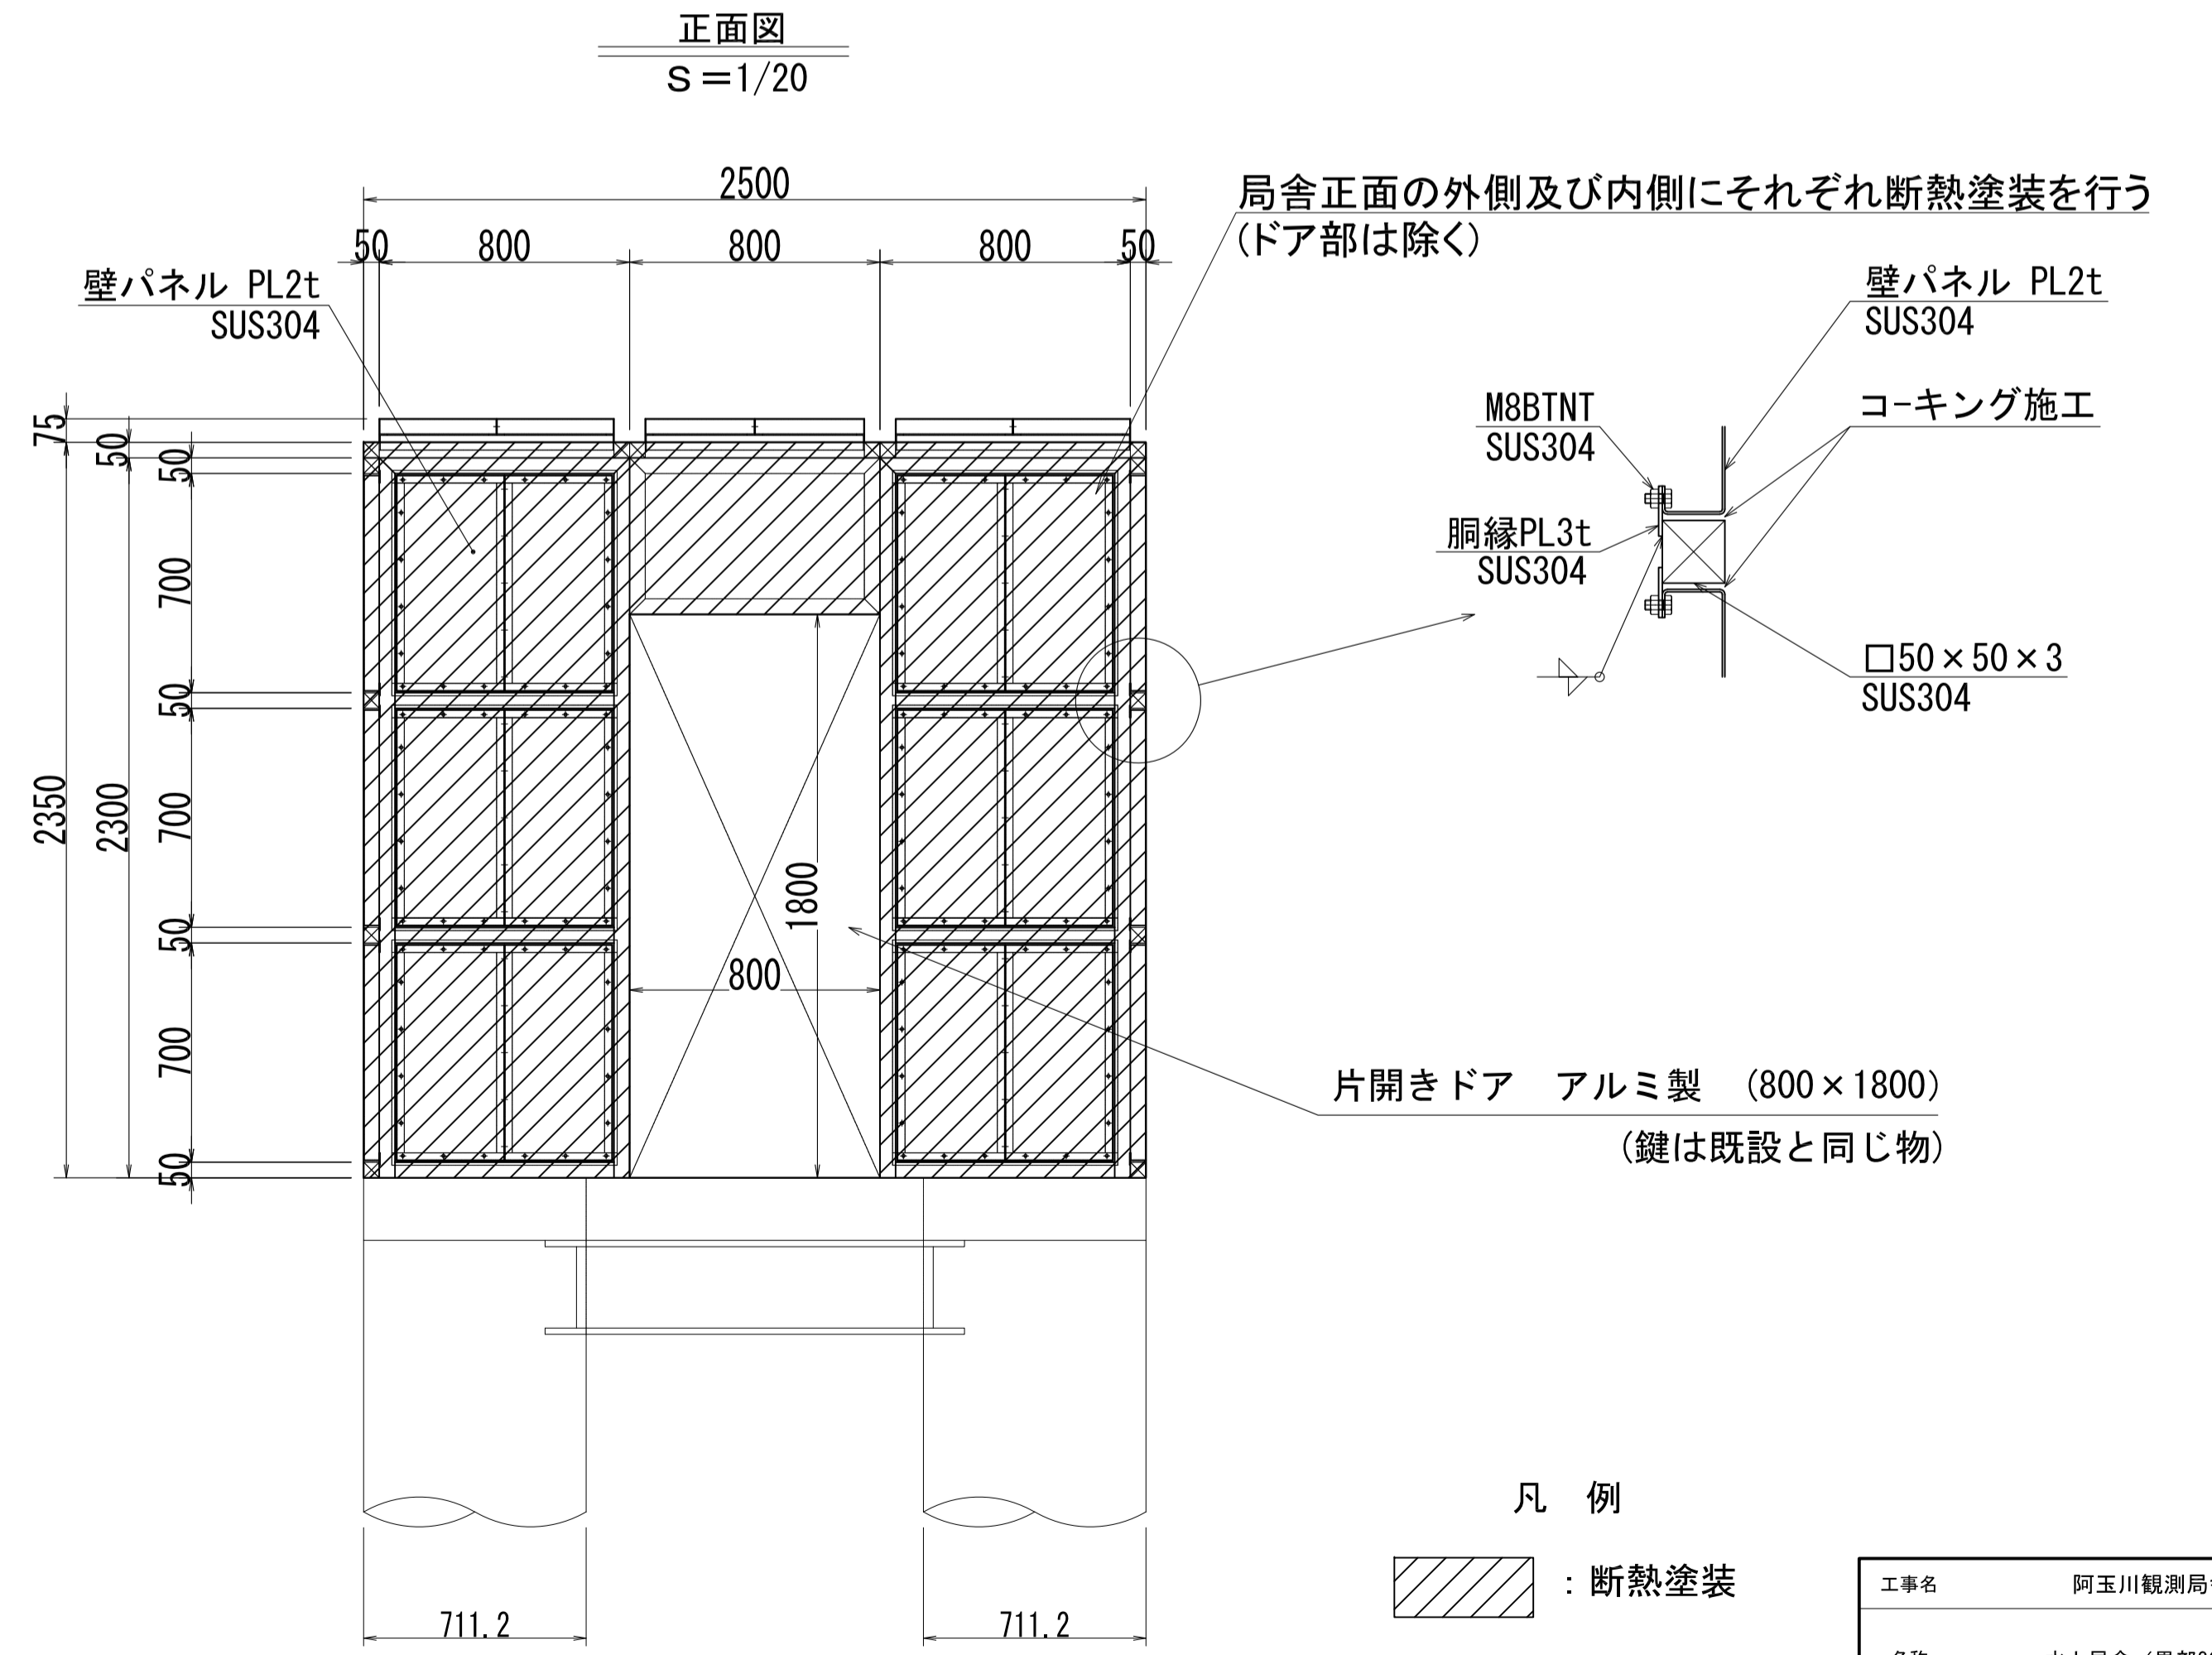 正面図
S=1/20
2500
50 800 800 800 50
局舎正面の外側及び内側にそれぞれ断熱塗装を行う
(ドア部は除く)
壁パネル PL2t
SUS304
壁パネル PL2t
SUS304
M8BTNT
SUS304
コーキング施工
胴縁PL3t
SUS304
□50×50×3
SUS304
75
50
50
700
50
700
50
700
50
2350
2300
1800
800
片開きドア アルミ製 (800×1800)
(鍵は既設と同じ物)
凡 例
:断熱塗装
711.2
711.2
工事名 阿玉川観測局
名称